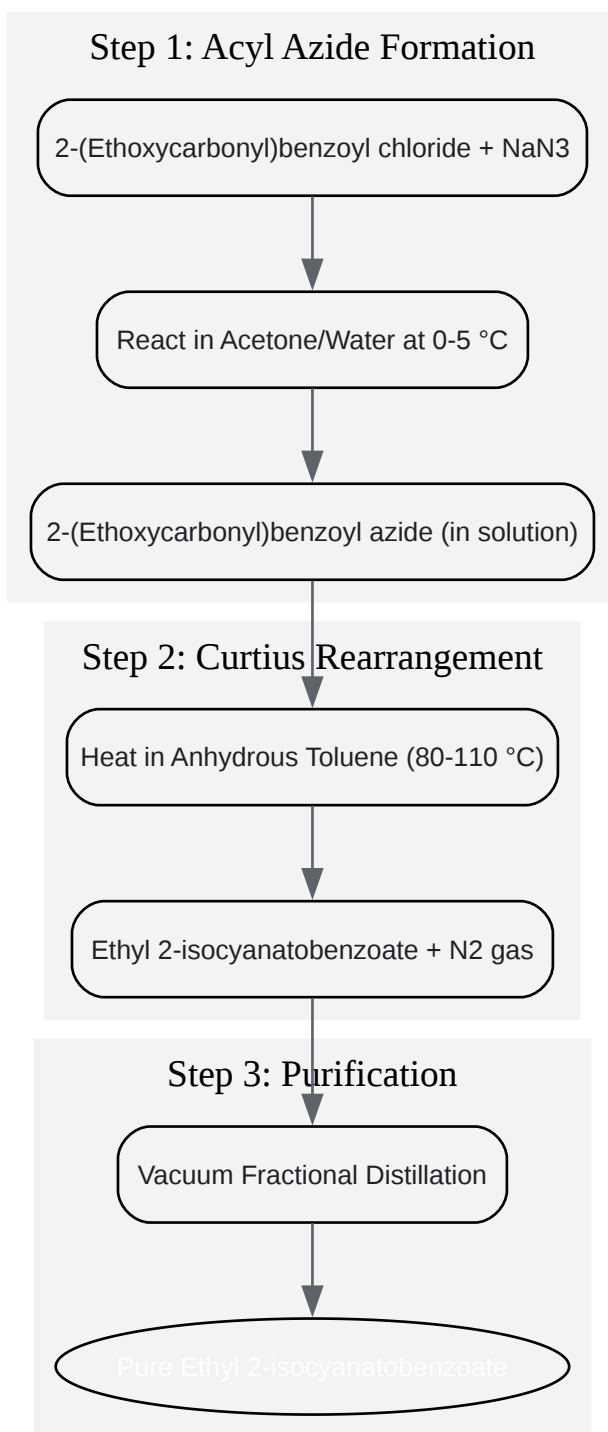 Step 1: Acyl Azide Formation
2-(Ethoxycarbonyl)benzoyl chloride + NaN3
React in Acetone/Water at 0-5 °C
2-(Ethoxycarbonyl)benzoyl azide (in solution)
Step 2: Curtius Rearrangement
Heat in Anhydrous Toluene (80-110 °C)
Ethyl 2-isocyanatobenzoate + N2 gas
Step 3: Purification
Vacuum Fractional Distillation
Pure Ethyl 2-isocyanatobenzoate